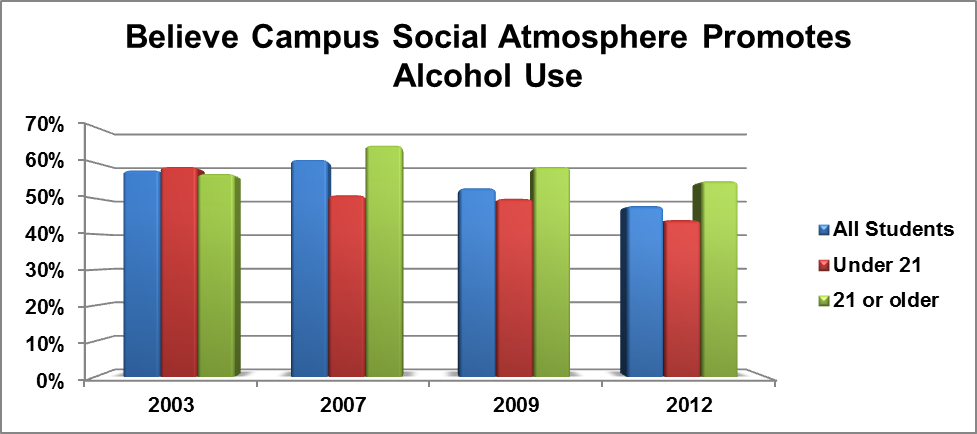 Believe Campus Social Atmosphere Promotes
Alcohol Use
70%
60%
50%
40%
30%
20%
10%
0%
2003 2007 2009 2012
All Students
Under 21
21 or older